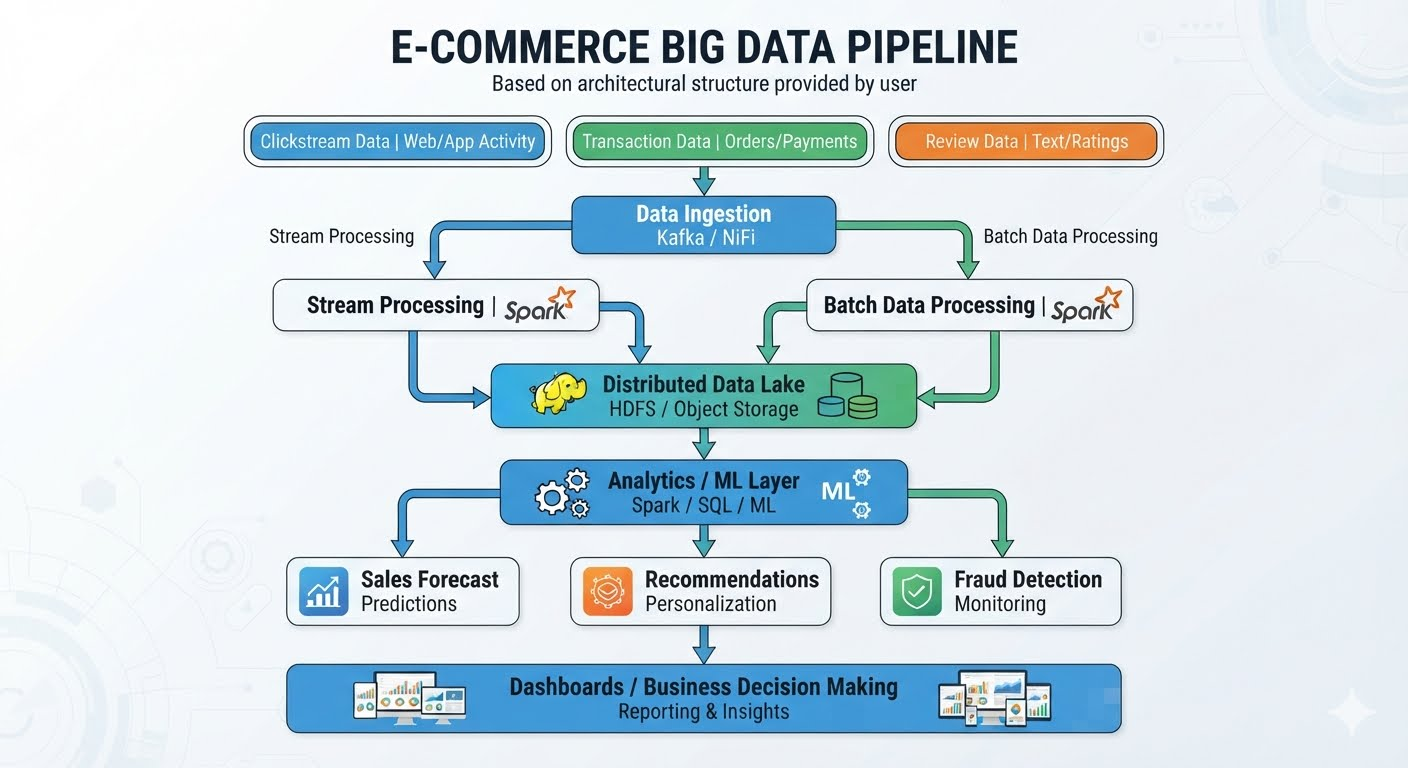 E-COMMERCE BIG DATA PIPELINE
Based on architectural structure provided by user
Clickstream Data | Web/App Activity
Transaction Data | Orders/Payments
Review Data | Text/Ratings
Data Ingestion
Kafka / NiFi
Stream Processing
Batch Data Processing
Stream Processing | Spark
Batch Data Processing | Spark
Distributed Data Lake
HDFS / Object Storage
Analytics / ML Layer
Spark / SQL / ML
ML
Sales Forecast
Predictions
Recommendations
Personalization
Fraud Detection
Monitoring
Dashboards / Business Decision Making
Reporting & Insights